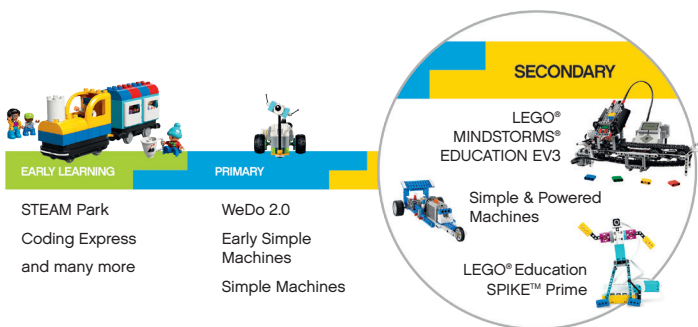 EARLY LEARNING
STEAM Park
Coding Express
and many more
PRIMARY
WeDo 2.0
Early Simple
Machines
Simple Machines
SECONDARY
LEGO®
MINDSTORMS®
EDUCATION EV3
Simple & Powered
Machines
LEGO® Education
SPIKE™ Prime